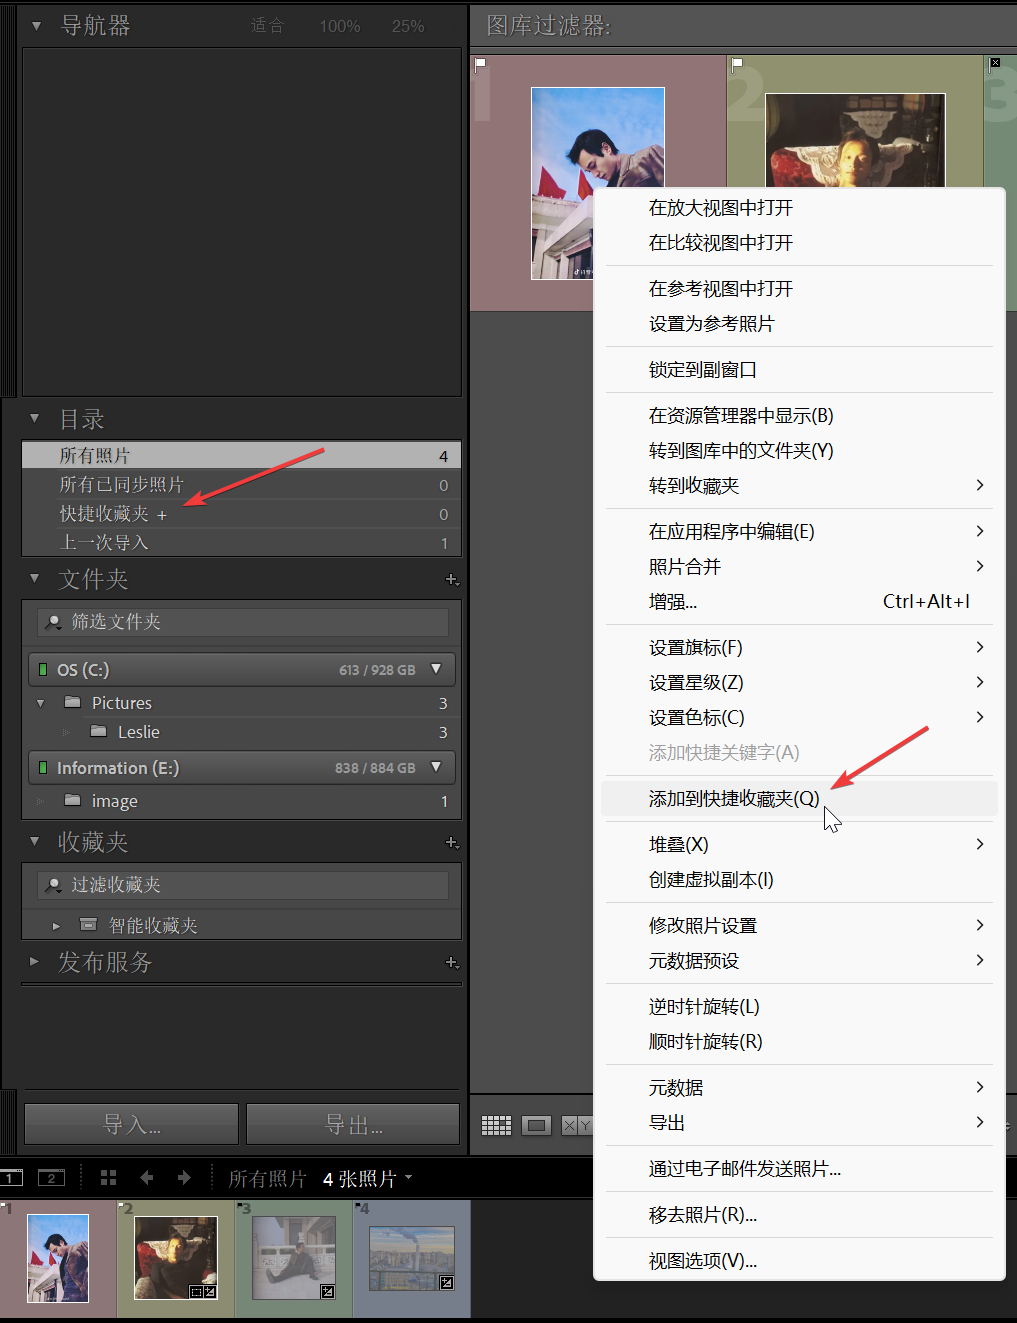 导航器 适合 100% 25%
图库过滤器:
1
2
3
在放大视图中打开
在比较视图中打开
在参考视图中打开
设置为参考照片
锁定到副窗口
在资源管理器中显示(B)
转到图库中的文件夹(Y)
转到收藏夹
在应用程序中编辑(E)
照片合并
增强... Ctrl+Alt+I
设置旗标(F)
设置星级(Z)
设置色标(C)
添加快捷关键字(A)
添加到快捷收藏夹(Q)
堆叠(X)
创建虚拟副本(I)
修改照片设置
元数据预设
逆时针旋转(L)
顺时针旋转(R)
元数据
导出
通过电子邮件发送照片...
移去照片(R)...
视图选项(V)...
目录
所有照片 4
所有已同步照片 0
快捷收藏夹 + 0
上一次导入 1
文件夹
筛选文件夹
OS (C:) 613 / 928 GB
Pictures 3
Leslie 3
Information (E:) 838 / 884 GB
image 1
收藏夹
过滤收藏夹
智能收藏夹
发布服务
导入... 导出...
X Y
1 2 所有照片 4 张照片
1 2 3 4